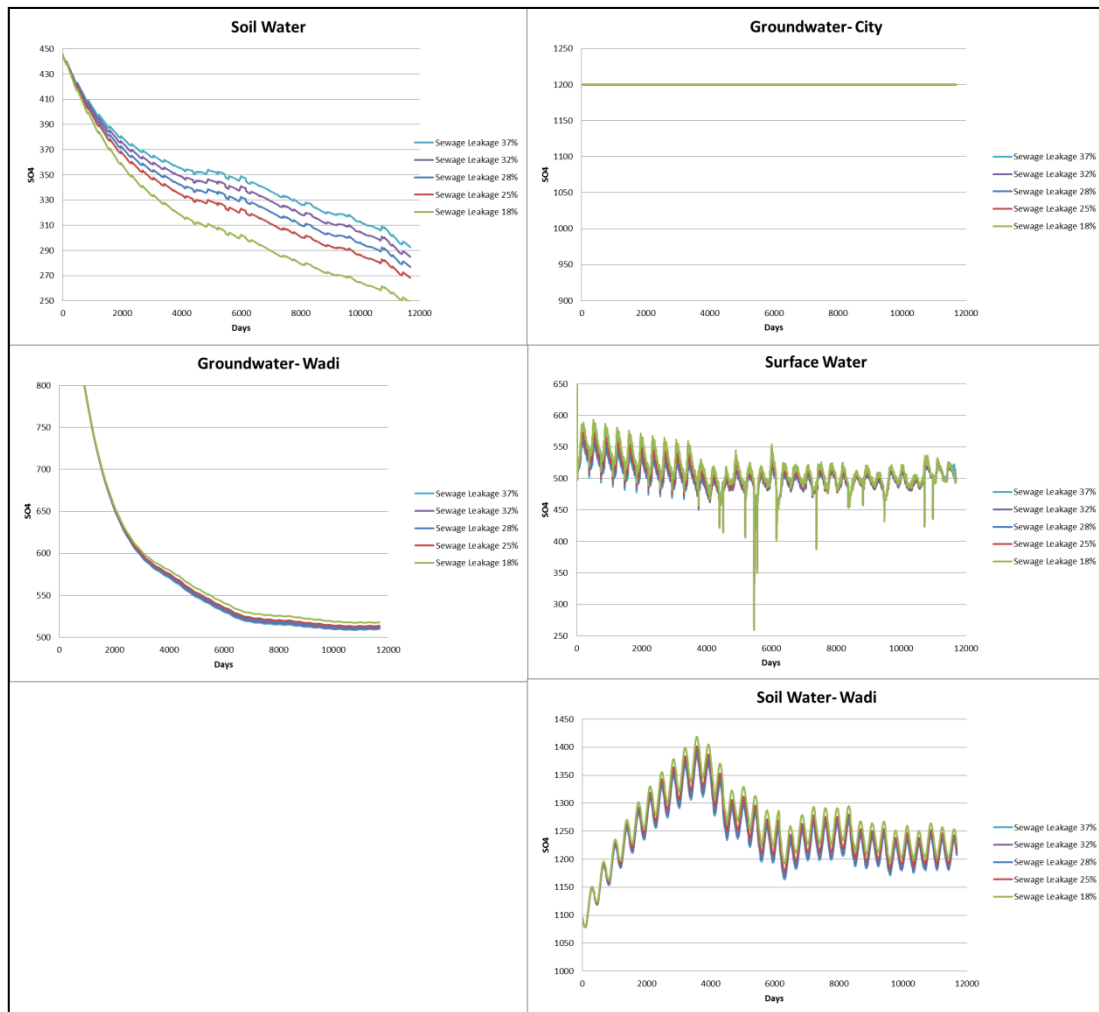 Soil Water
450
430
410
390
370
350
330
310
290
270
250
SO4
0 2000 4000 6000 8000 10000 12000
Days
Sewage Leakage 37%
Sewage Leakage 32%
Sewage Leakage 28%
Sewage Leakage 25%
Sewage Leakage 18%
Groundwater- City
1250
1200
1150
1100
1050
1000
950
900
SO4
0 2000 4000 6000 8000 10000 12000
Days
Sewage Leakage 37%
Sewage Leakage 32%
Sewage Leakage 28%
Sewage Leakage 25%
Sewage Leakage 18%
Groundwater- Wadi
800
750
700
650
600
550
500
SO4
0 2000 4000 6000 8000 10000 12000
Days
Sewage Leakage 37%
Sewage Leakage 32%
Sewage Leakage 28%
Sewage Leakage 25%
Sewage Leakage 18%
Surface Water
650
600
550
500
450
400
350
300
250
SO4
0 2000 4000 6000 8000 10000 12000
Days
Sewage Leakage 37%
Sewage Leakage 32%
Sewage Leakage 28%
Sewage Leakage 25%
Sewage Leakage 18%
Soil Water- Wadi
1450
1400
1350
1300
1250
1200
1150
1100
1050
1000
SO4
0 2000 4000 6000 8000 10000 12000
Days
Sewage Leakage 37%
Sewage Leakage 32%
Sewage Leakage 28%
Sewage Leakage 25%
Sewage Leakage 18%